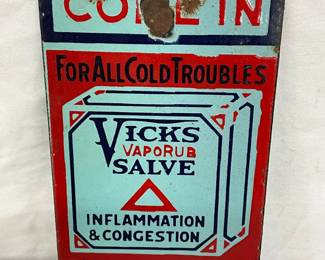 COME IN
FOR ALL COLD TROUBLES
VICKS
VAPORUB
SALVE
INFLAMMATION
& CONGESTION